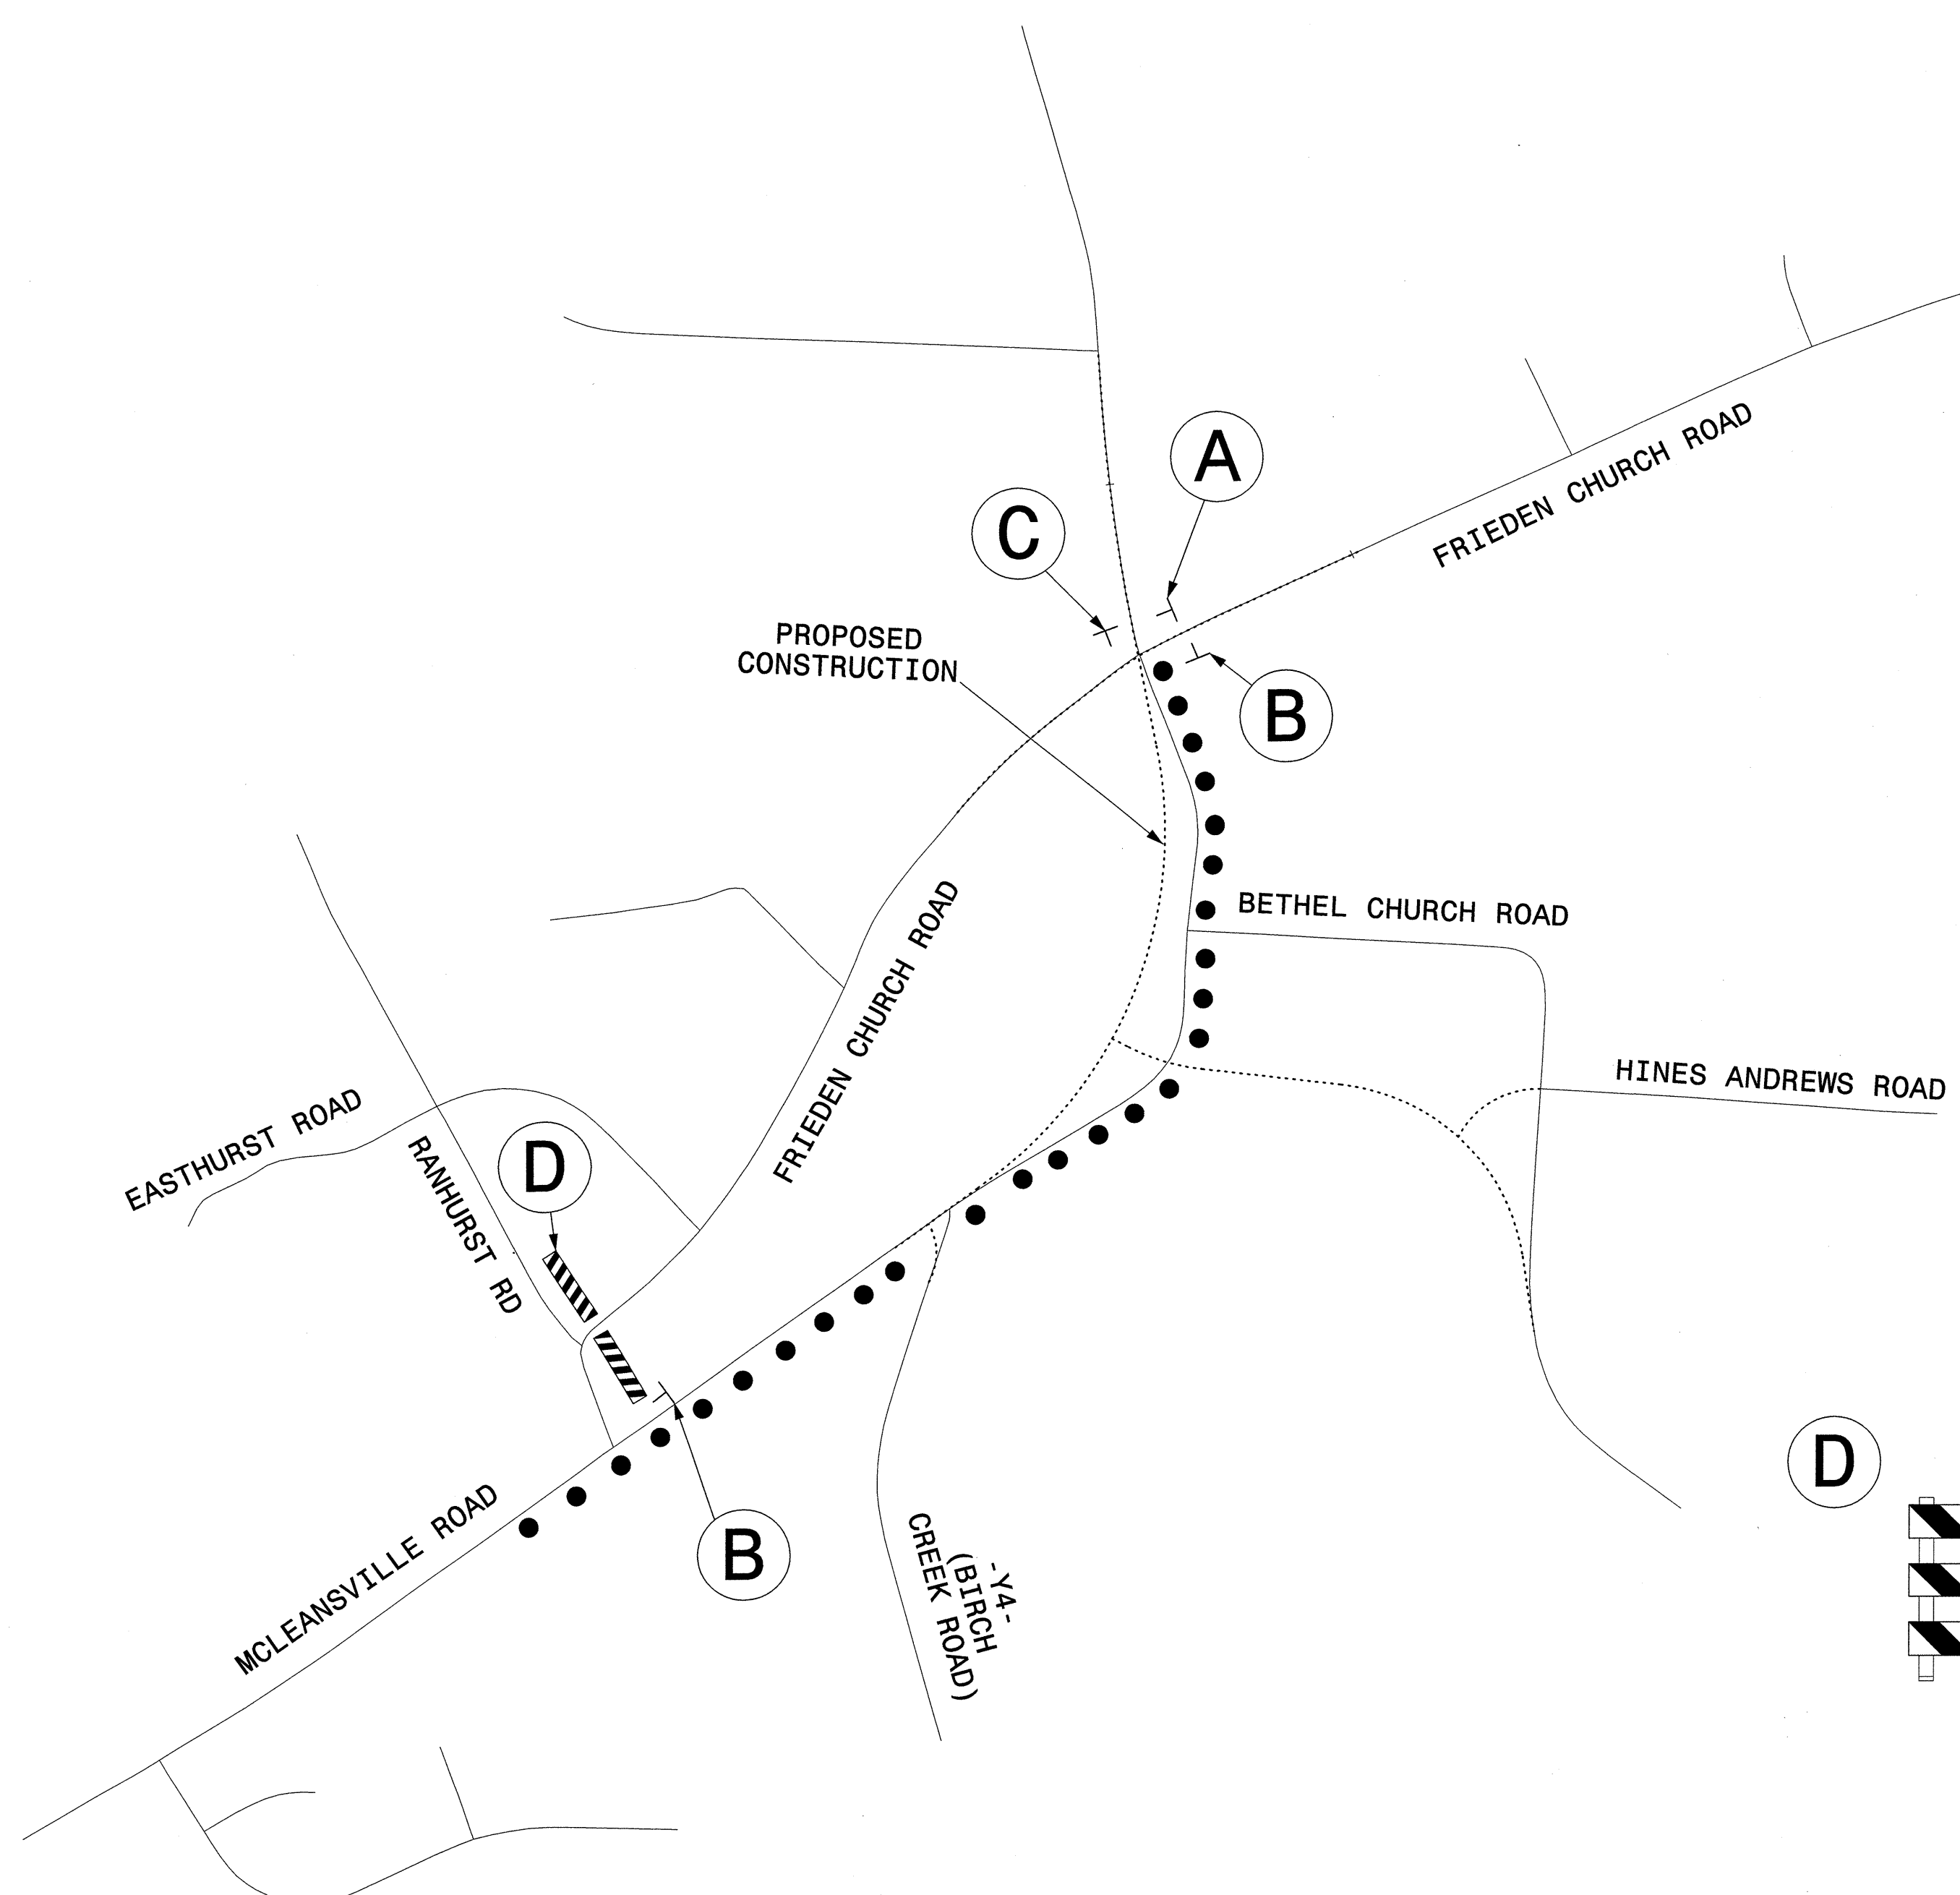 FRIEDEN CHURCH ROAD
A
C
PROPOSED
CONSTRUCTION
B
BETHEL CHURCH ROAD
FRIEDEN CHURCH ROAD
HINES ANDREWS ROAD
EASTHURST ROAD
RANHURST RD
D
D
MCLEANSVILLE ROAD
B
-Y4-
(BIRCH
CREEK ROAD)